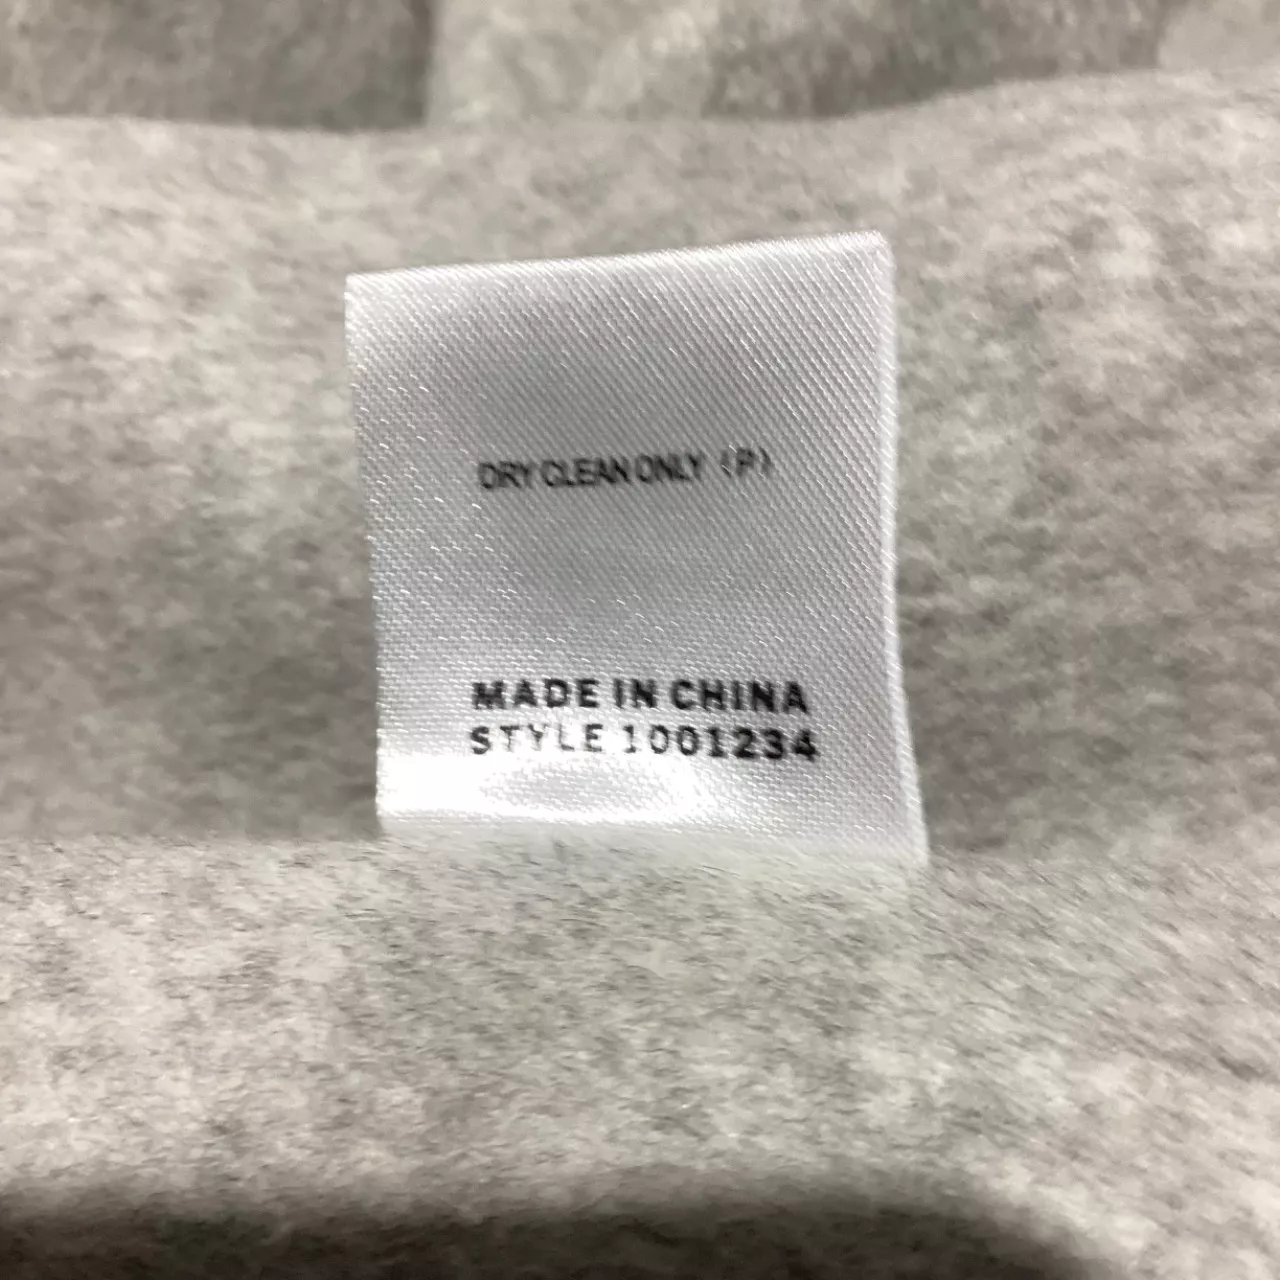 DRY CLEAN ONLY (P)
MADE IN CHINA
STYLE 1001234